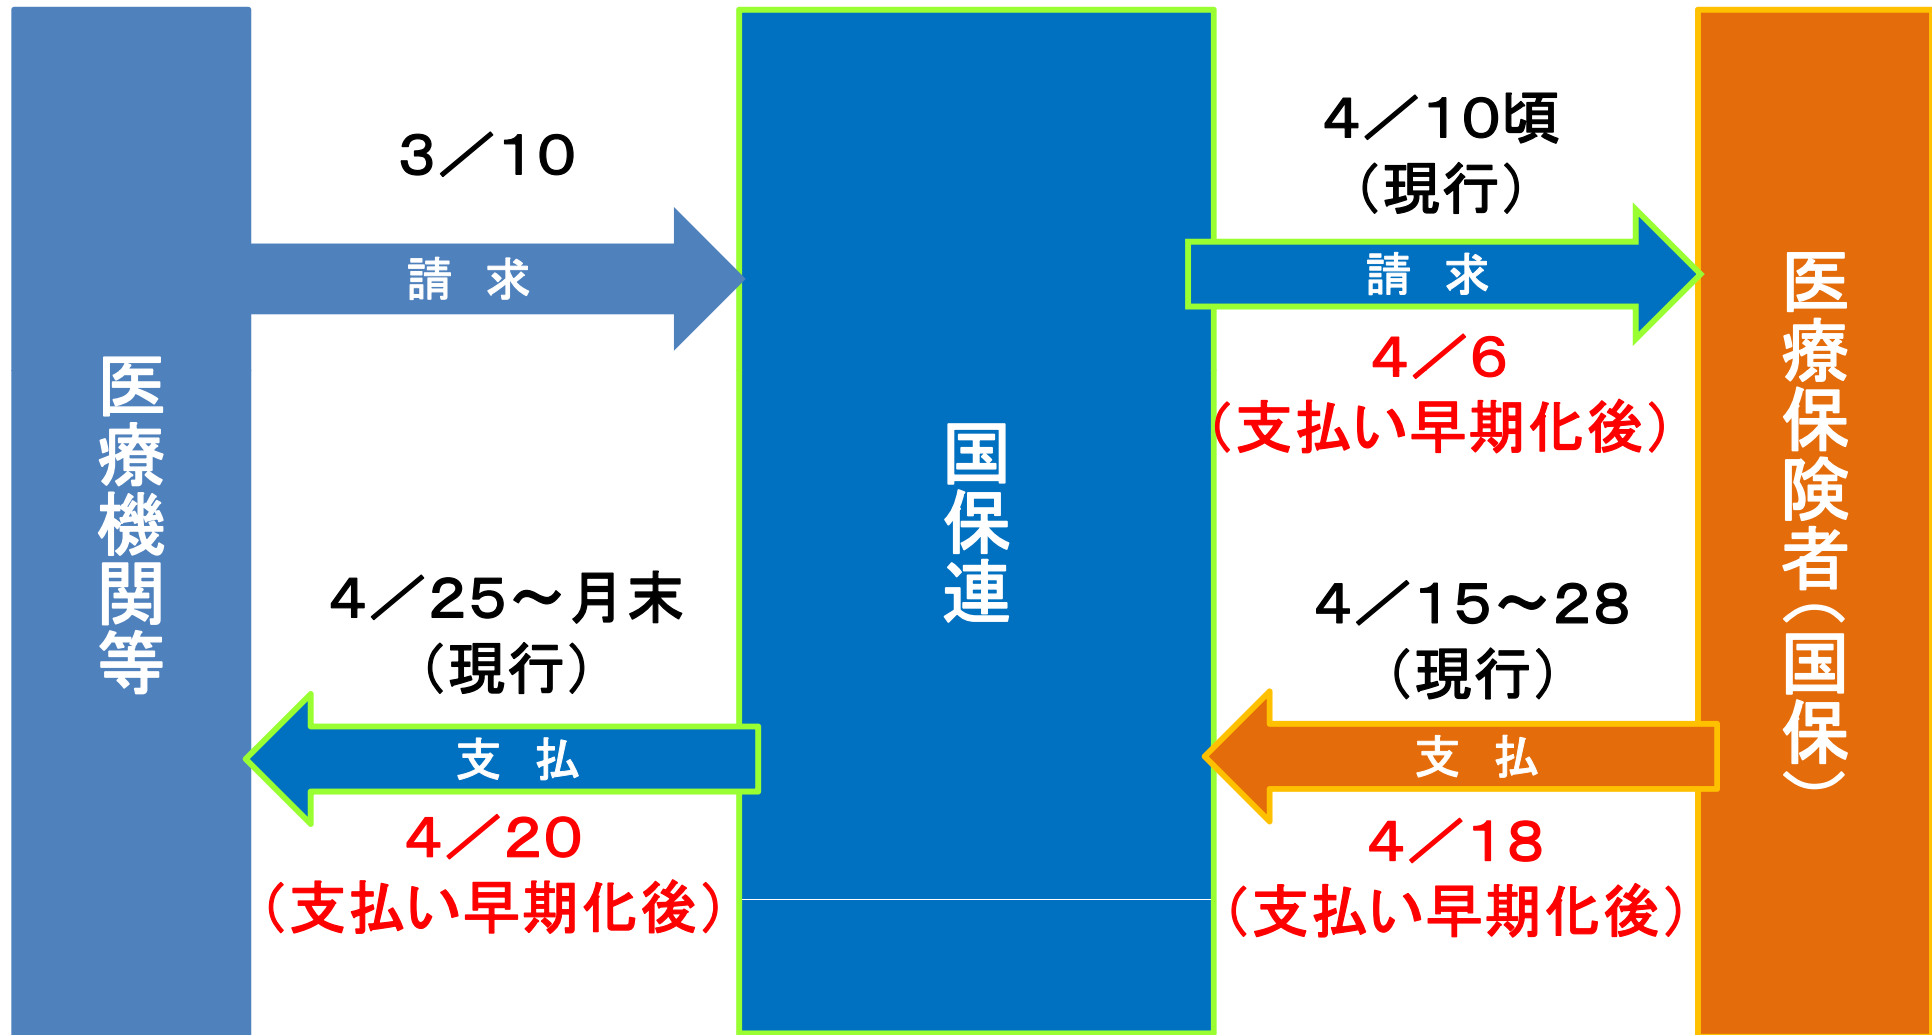 医療機関等
3／10
請　求
4／25～月末
（現行）
支　払
4／20
（支払い早期化後）
国保連
4／10頃
（現行）
請　求
4／6
（支払い早期化後）
4／15～28
（現行）
支　払
4／18
（支払い早期化後）
医療保険者（国保）